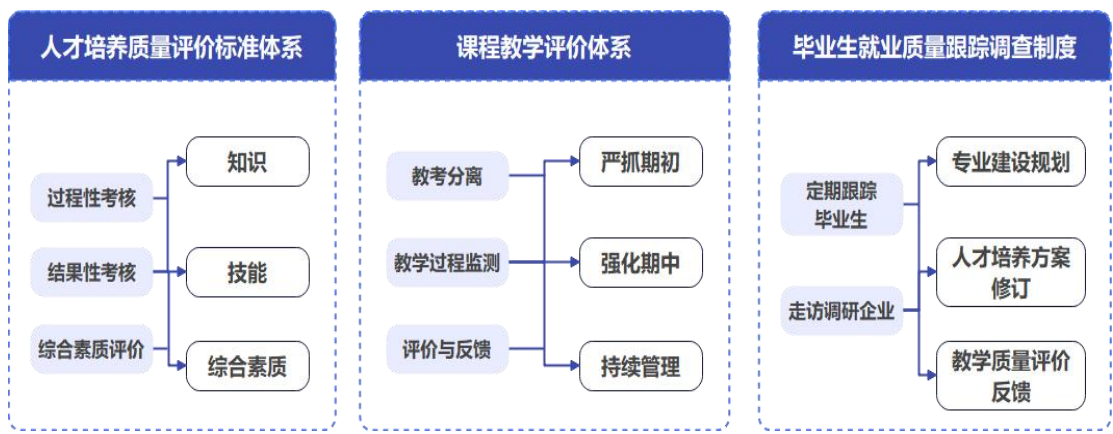 人才培养质量评价标准体系
过程性考核
结果性考核
综合素质评价
知识
技能
综合素质
课程教学评价体系
教考分离
教学过程监测
评价与反馈
严抓期初
强化期中
持续管理
毕业生就业质量跟踪调查制度
定期跟踪
毕业生
走访调研企业
专业建设规划
人才培养方案
修订
教学质量评价
反馈